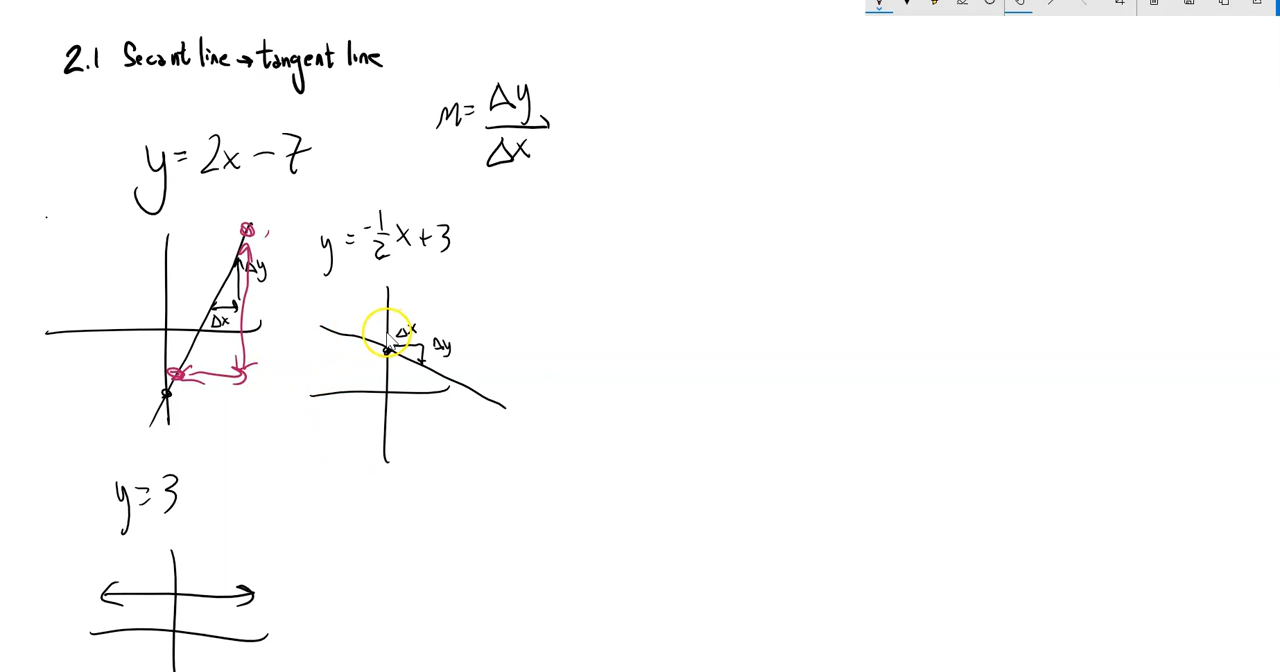 2.1 Secant line → tangent line
m = Δy/Δx
y = 2x - 7
y = -1/2 x + 3
Δy
Δx
Δx
Δy
y = 3